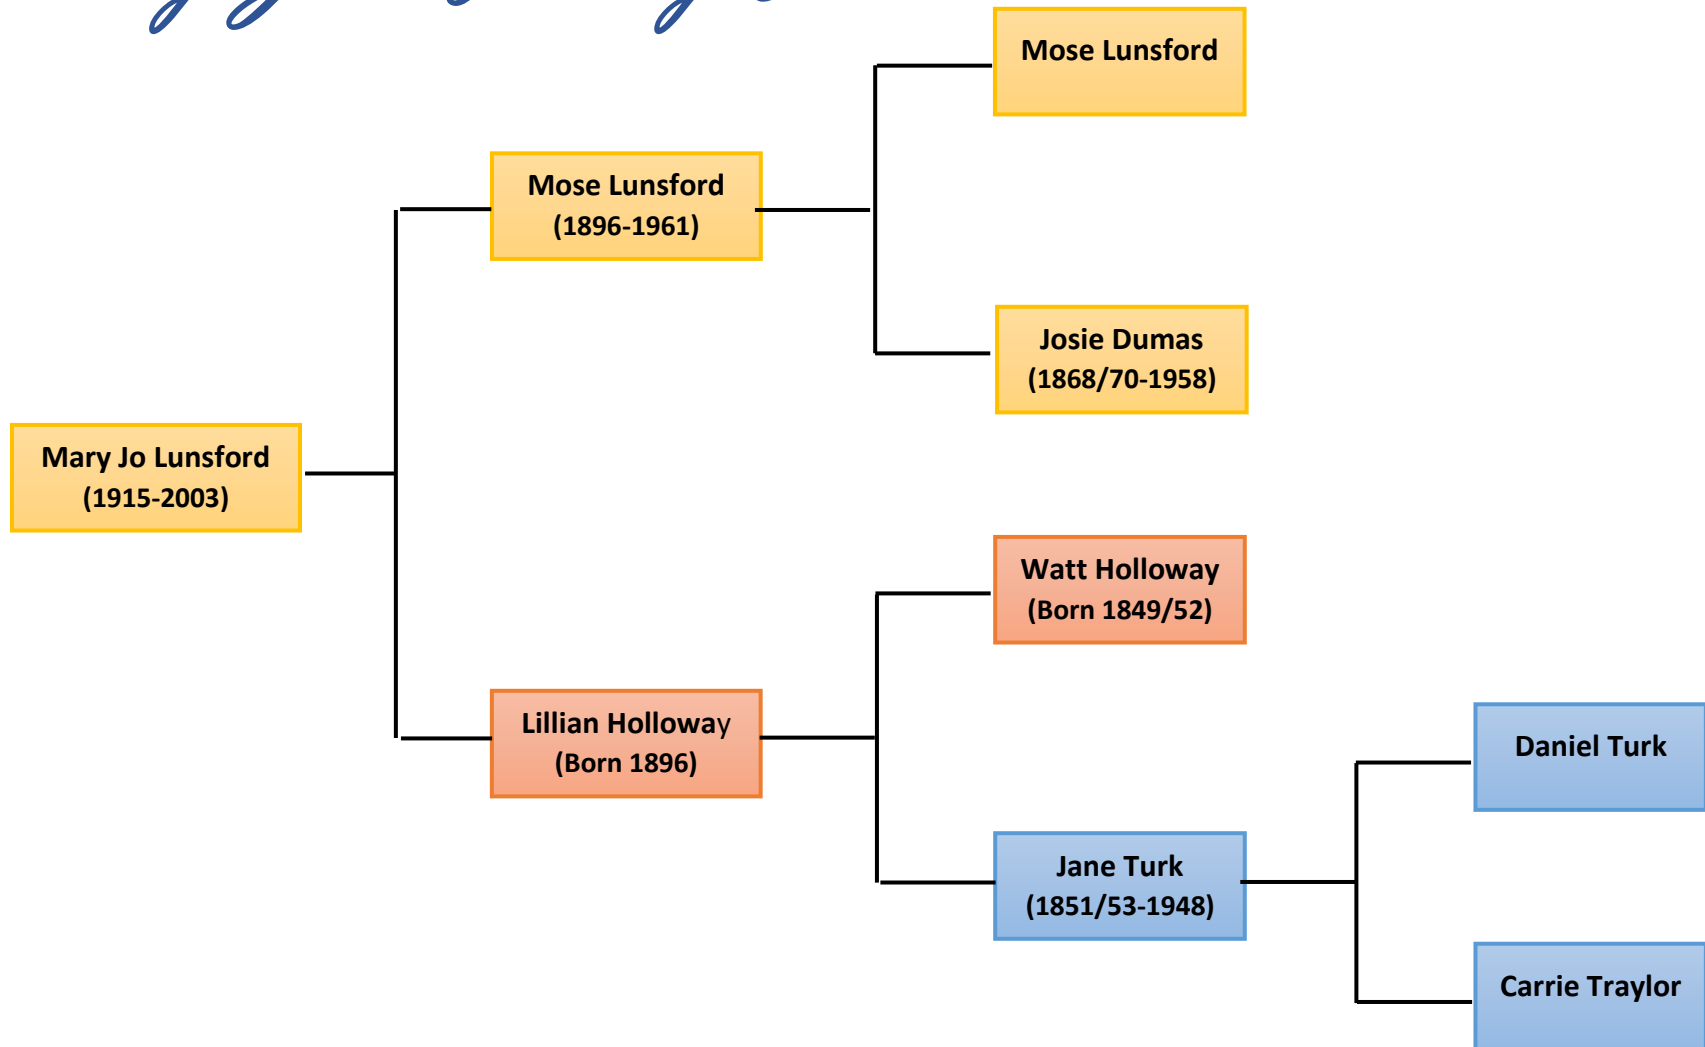 Mose Lunsford
Mose Lunsford
(1896-1961)
Josie Dumas
(1868/70-1958)
Mary Jo Lunsford
(1915-2003)
Watt Holloway
(Born 1849/52)
Lillian Holloway
(Born 1896)
Daniel Turk
Jane Turk
(1851/53-1948)
Carrie Traylor